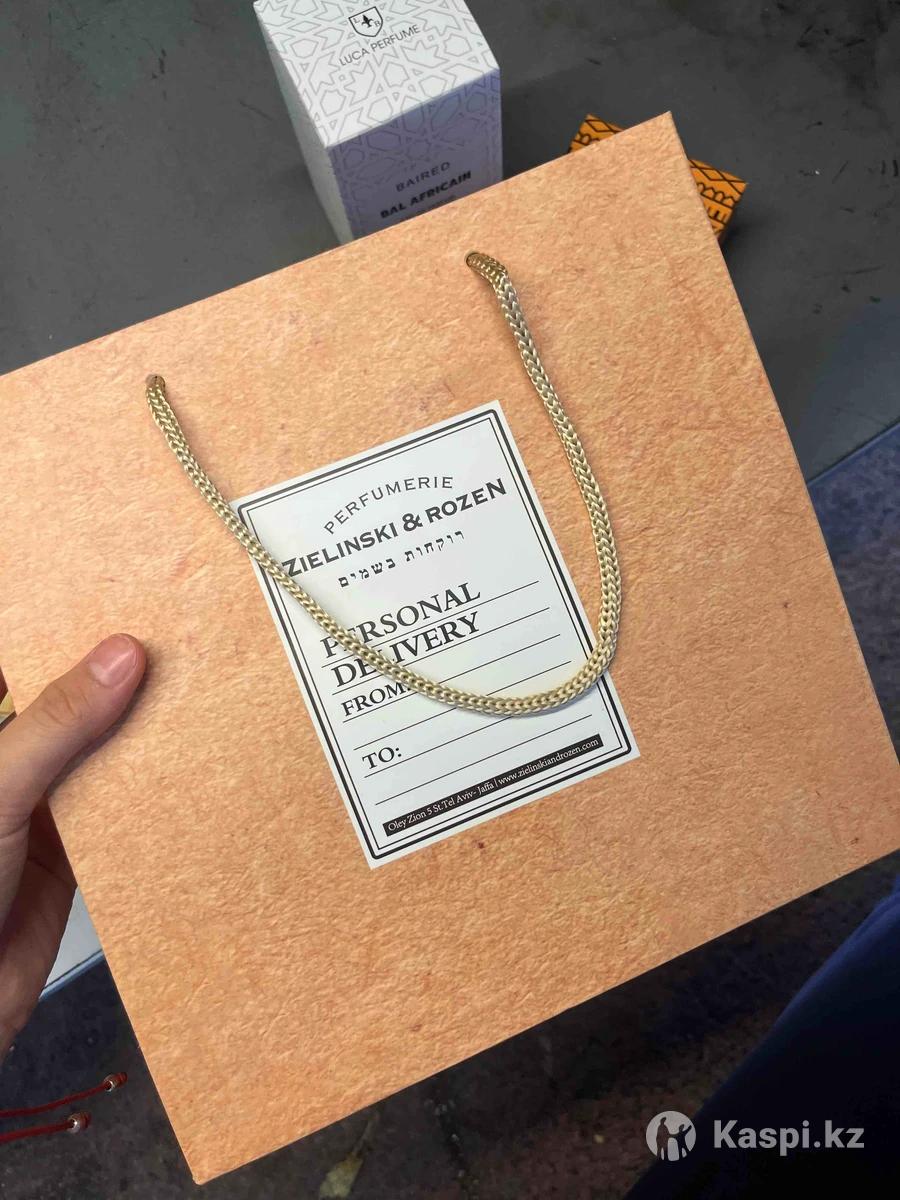 L R
LUCA PERFUME
BAIRED
BAL AFRICAIN
PERFUMERIE
ZIELINSKI & ROZEN
רוקחות בשמים
PERSONAL
DELIVERY
FROM:
TO:
Oley Zion 5 St.Tel Aviv- Jaffa | www.zielinskiandrozen.com
Kaspi.kz